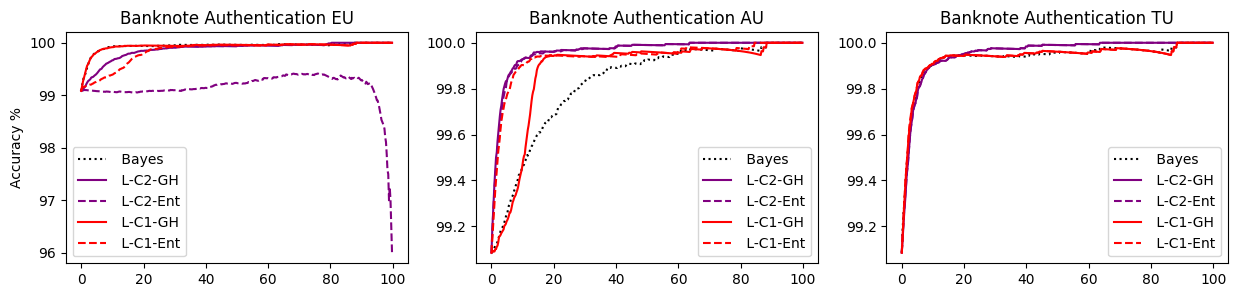 Banknote Authentication EU
Accuracy %
100
99
98
97
96
0
20
40
60
80
100
Bayes
L-C2-GH
L-C2-Ent
L-C1-GH
L-C1-Ent
Banknote Authentication AU
100.0
99.8
99.6
99.4
99.2
0
20
40
60
80
100
Bayes
L-C2-GH
L-C2-Ent
L-C1-GH
L-C1-Ent
Banknote Authentication TU
100.0
99.8
99.6
99.4
99.2
0
20
40
60
80
100
Bayes
L-C2-GH
L-C2-Ent
L-C1-GH
L-C1-Ent